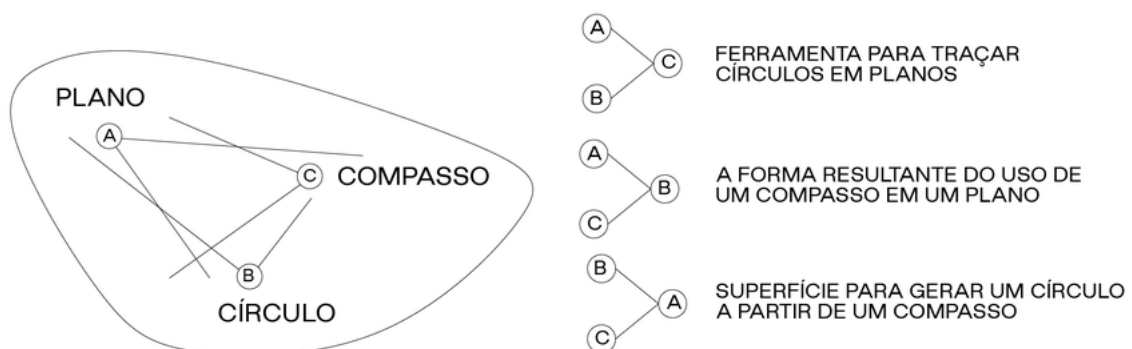 PLANO
A
C
COMPASSO
B
CÍRCULO
A
C
B
FERRAMENTA PARA TRAÇAR
CÍRCULOS EM PLANOS
A
B
C
A FORMA RESULTANTE DO USO DE
UM COMPASSO EM UM PLANO
B
A
C
SUPERFÍCIE PARA GERAR UM CÍRCULO
A PARTIR DE UM COMPASSO